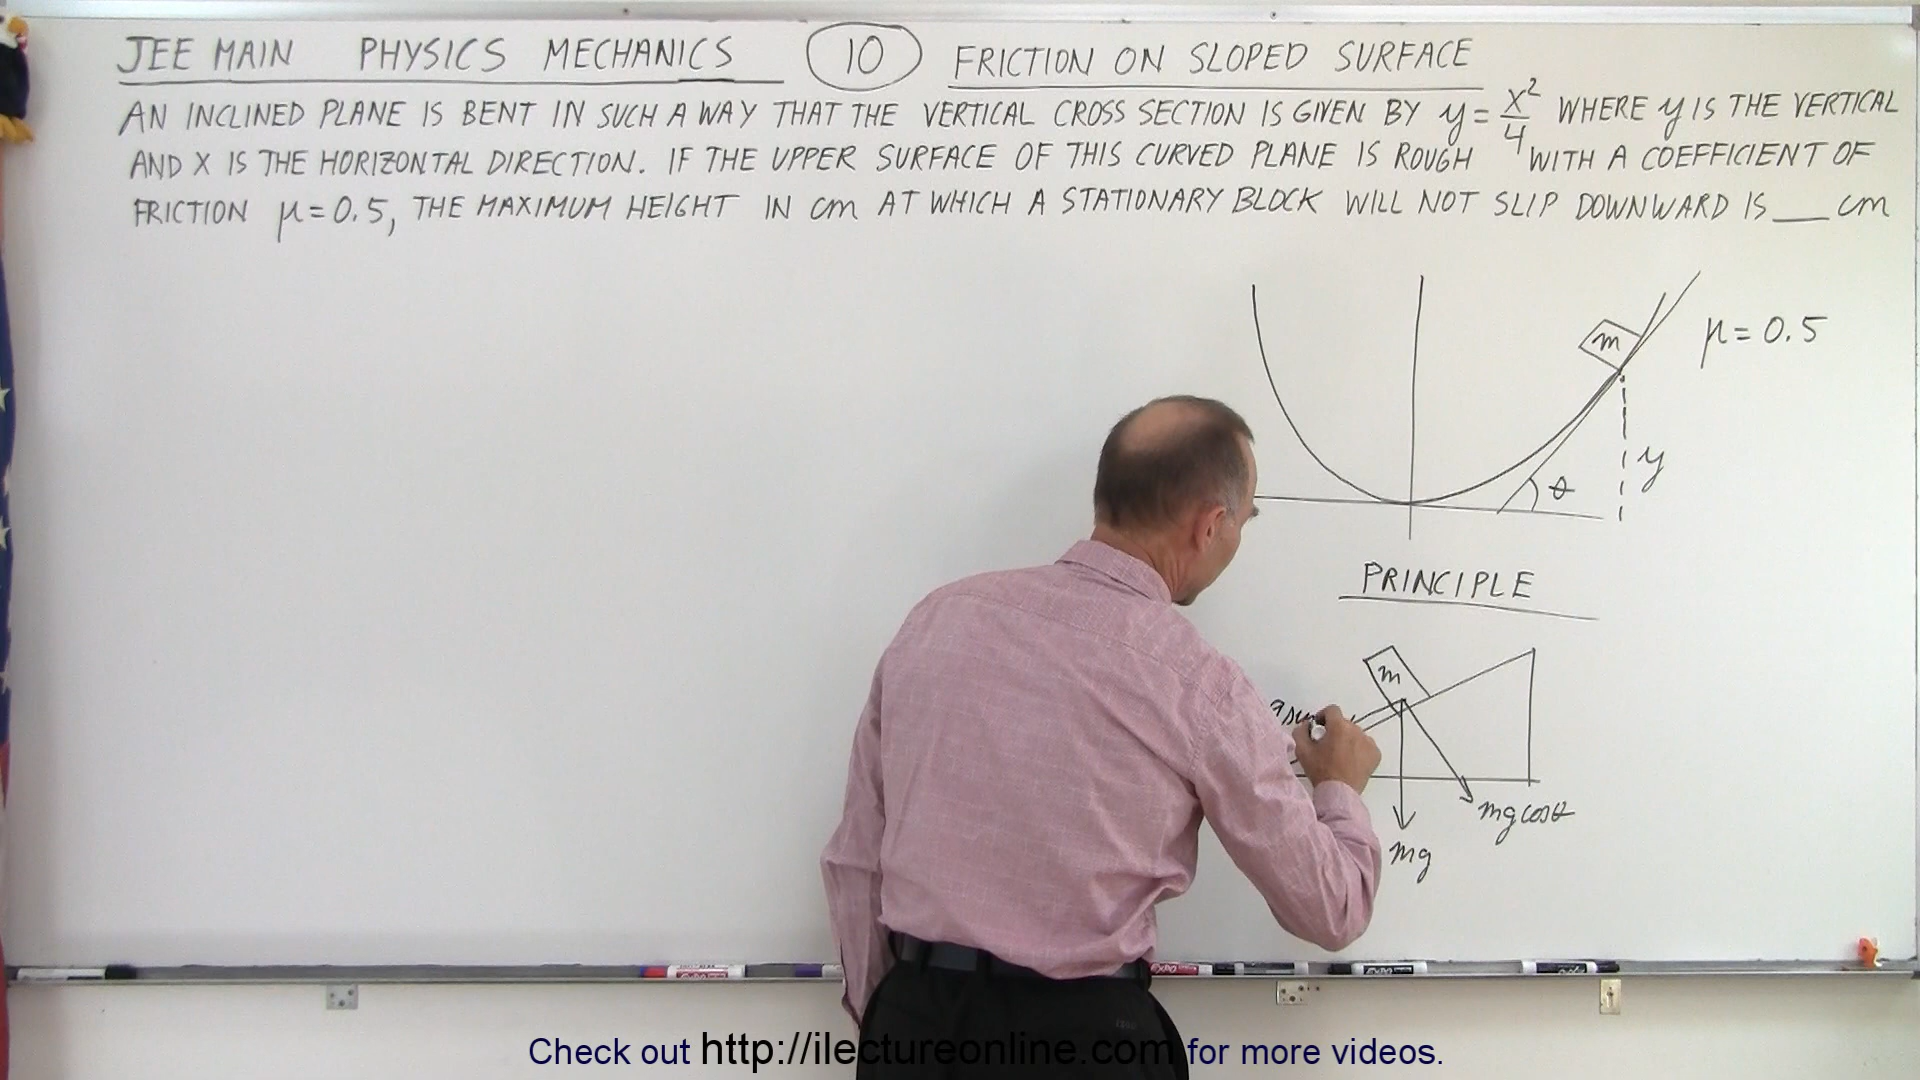 JEE MAIN PHYSICS MECHANICS 10 FRICTION ON SLOPED SURFACE
AN INCLINED PLANE IS BENT IN SUCH A WAY THAT THE VERTICAL CROSS SECTION IS GIVEN BY y = x²/4 WHERE y IS THE VERTICAL
AND X IS THE HORIZONTAL DIRECTION. IF THE UPPER SURFACE OF THIS CURVED PLANE IS ROUGH WITH A COEFFICIENT OF
FRICTION μ = 0.5, THE MAXIMUM HEIGHT IN cm AT WHICH A STATIONARY BLOCK WILL NOT SLIP DOWNWARD IS ___ cm
m
μ = 0.5
y
θ
PRINCIPLE
m
mg cosθ
mg
Check out http://ilectureonline.com for more videos.